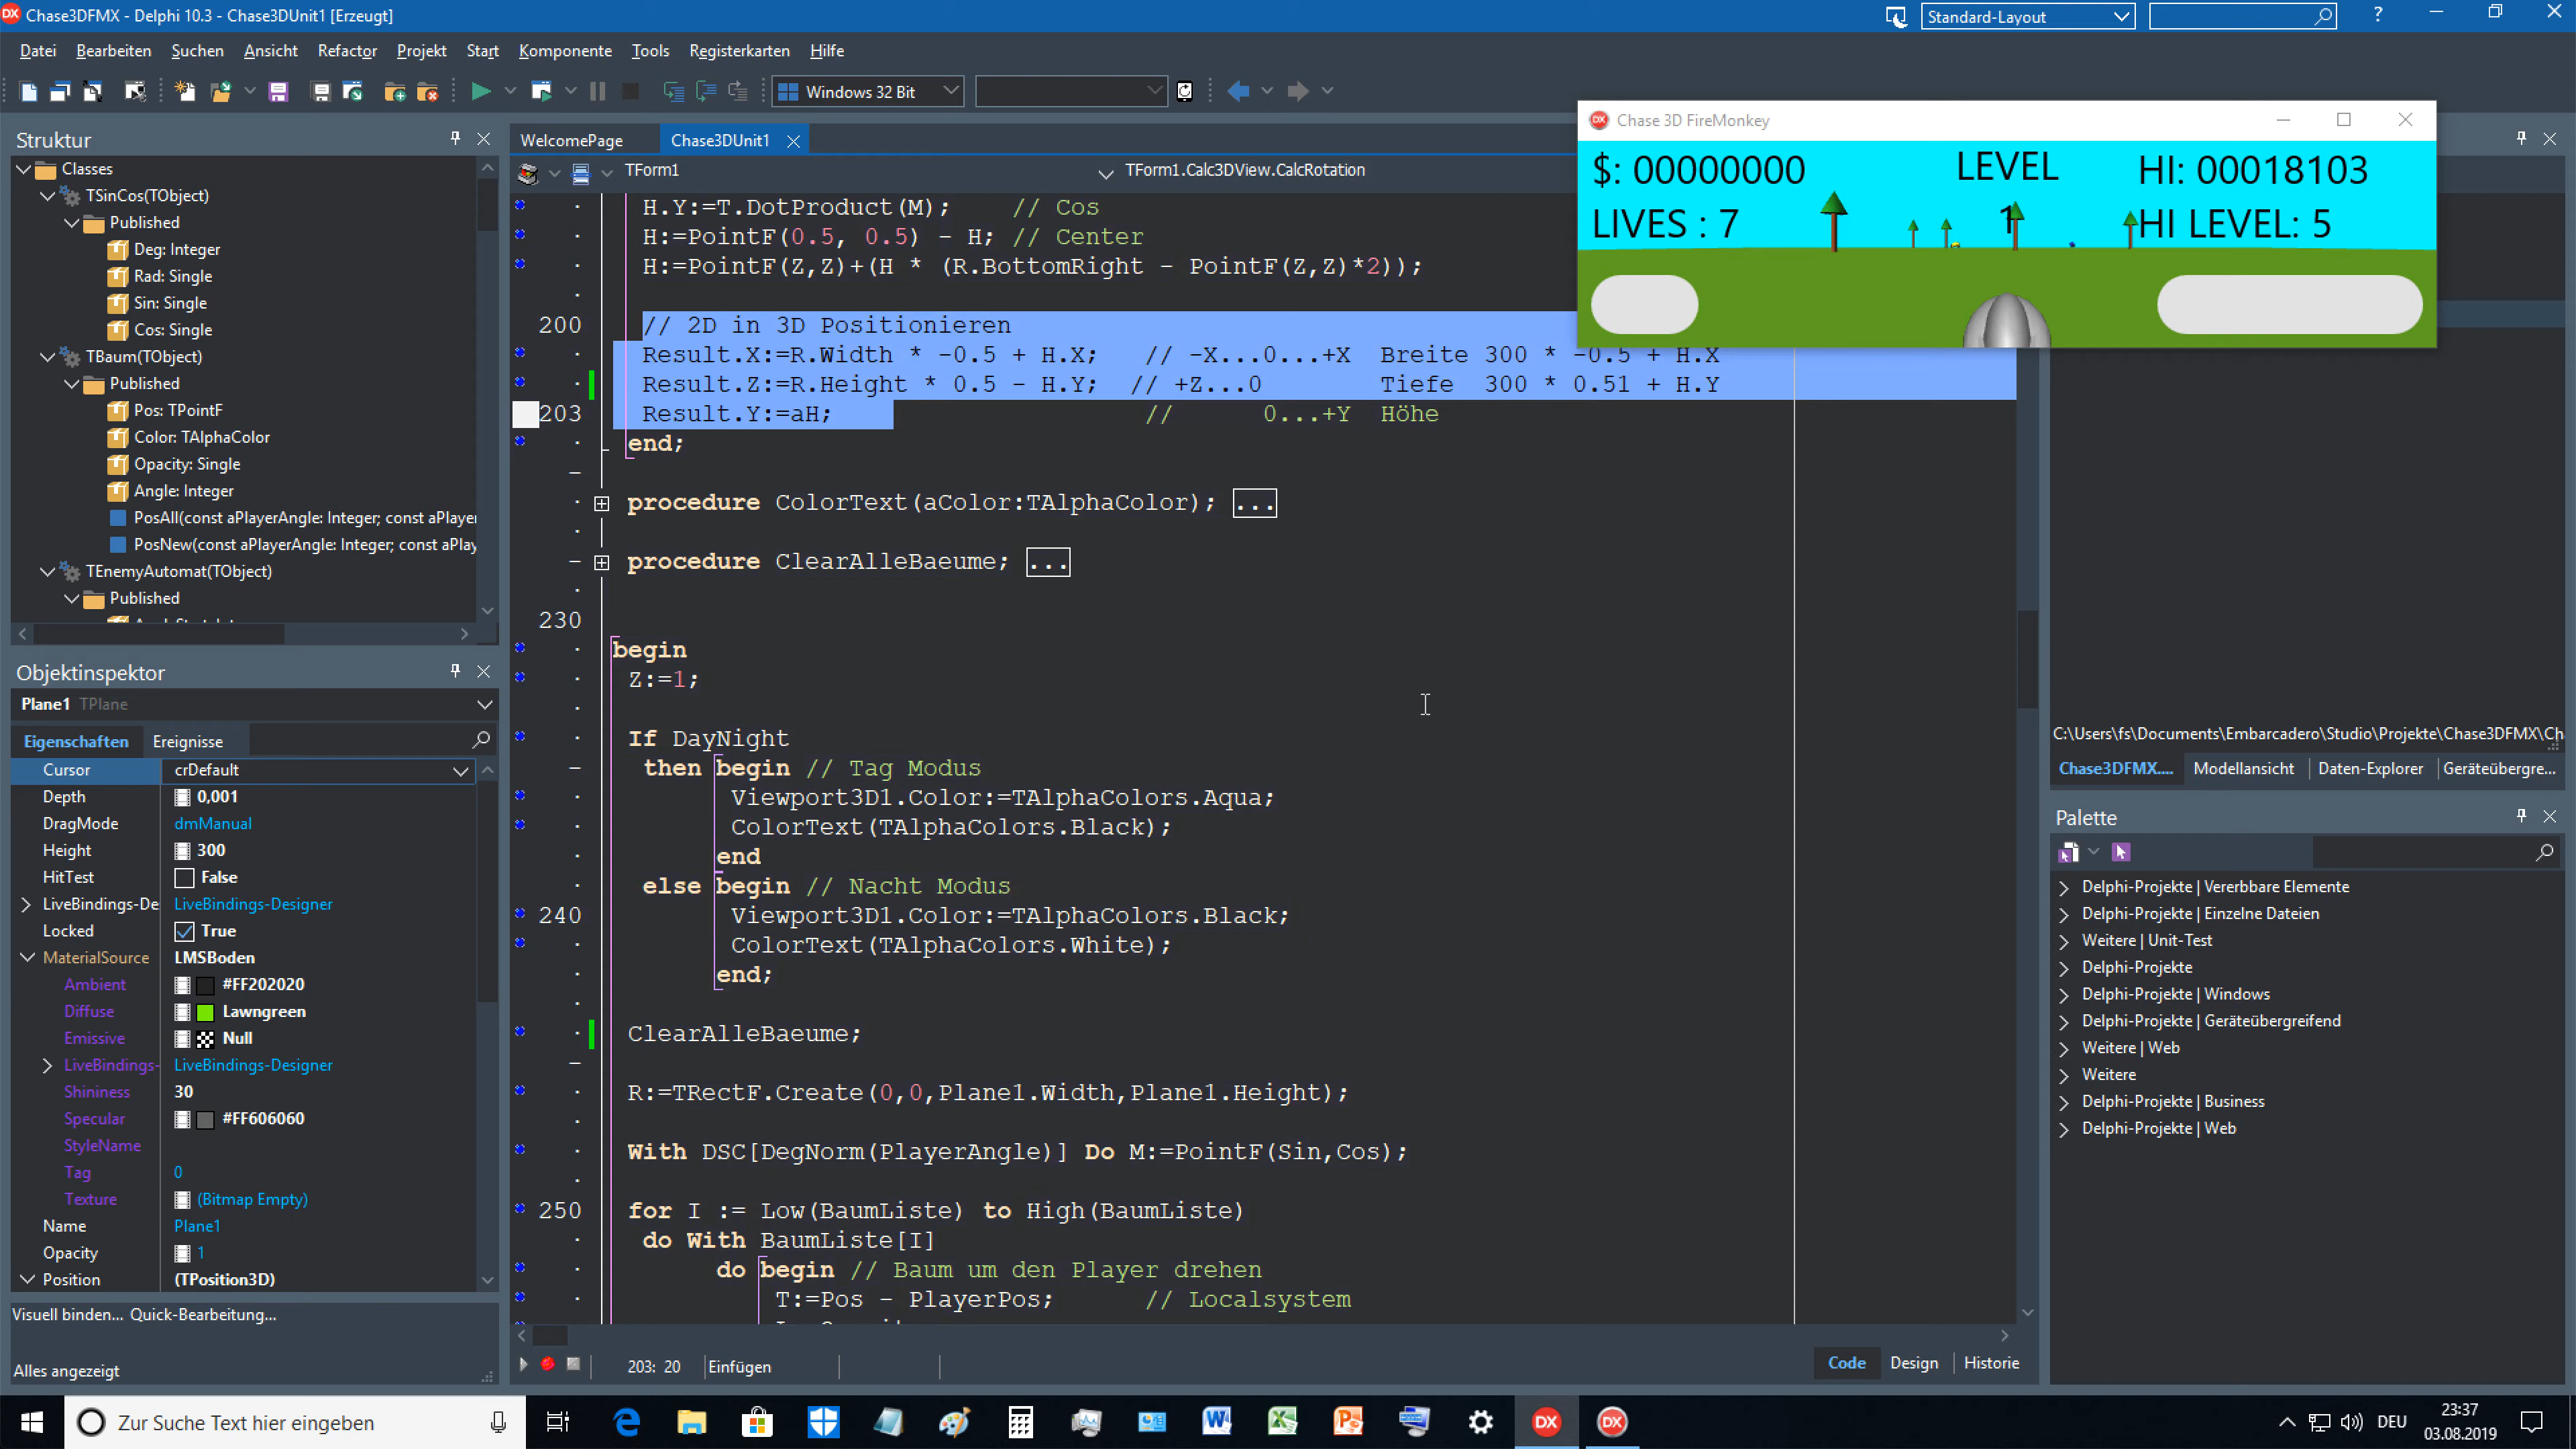 Chase3DFMX - Delphi 10.3 - Chase3DUnit1 [Erzeugt]
Standard-Layout
?
Datei Bearbeiten Suchen Ansicht Refactor Projekt Start Komponente Tools Registerkarten Hilfe
Windows 32 Bit
Struktur
Classes
TSinCos(TObject)
Published
Deg: Integer
Rad: Single
Sin: Single
Cos: Single
TBaum(TObject)
Published
Pos: TPointF
Color: TAlphaColor
Opacity: Single
Angle: Integer
PosAll(const aPlayerAngle: Integer; const aPlayer
PosNew(const aPlayerAngle: Integer; const aPlay
TEnemyAutomat(TObject)
Published
Objektinspektor
Plane1 TPlane
Eigenschaften Ereignisse
Cursor crDefault
Depth 0,001
DragMode dmManual
Height 300
HitTest False
LiveBindings-De LiveBindings-Designer
Locked True
MaterialSource LMSBoden
Ambient #FF202020
Diffuse Lawngreen
Emissive Null
LiveBindings- LiveBindings-Designer
Shininess 30
Specular #FF606060
StyleName
Tag 0
Texture (Bitmap Empty)
Name Plane1
Opacity 1
Position (TPosition3D)
Visuell binden... Quick-Bearbeitung...
Alles angezeigt
WelcomePage Chase3DUnit1
TForm1 TForm1.Calc3DView.CalcRotation
H.Y:=T.DotProduct(M); // Cos
H:=PointF(0.5, 0.5) - H; // Center
H:=PointF(Z,Z)+(H * (R.BottomRight - PointF(Z,Z)*2));
200 // 2D in 3D Positionieren
Result.X:=R.Width * -0.5 + H.X; // -X...0...+X Breite 300 * -0.5 + H.X
Result.Z:=R.Height * 0.5 - H.Y; // +Z...0 Tiefe 300 * 0.51 + H.Y
203 Result.Y:=aH; // 0...+Y Höhe
end;
procedure ColorText(aColor:TAlphaColor); ...
procedure ClearAlleBaeume; ...
230
begin
Z:=1;
If DayNight
then begin // Tag Modus
Viewport3D1.Color:=TAlphaColors.Aqua;
ColorText(TAlphaColors.Black);
end
else begin // Nacht Modus
240 Viewport3D1.Color:=TAlphaColors.Black;
ColorText(TAlphaColors.White);
end;
ClearAlleBaeume;
R:=TRectF.Create(0,0,Plane1.Width,Plane1.Height);
With DSC[DegNorm(PlayerAngle)] Do M:=PointF(Sin,Cos);
250 for I := Low(BaumListe) to High(BaumListe)
do With BaumListe[I]
do begin // Baum um den Player drehen
T:=Pos - PlayerPos; // Localsystem
203: 20 Einfügen
Code Design Historie
Chase 3D FireMonkey
$: 00000000 LEVEL HI: 00018103
LIVES : 7 1 HI LEVEL: 5
C:\Users\fs\Documents\Embarcadero\Studio\Projekte\Chase3DFMX\Ch
Chase3DFMX.... Modellansicht Daten-Explorer Geräteübergre...
Palette
Delphi-Projekte | Vererbbare Elemente
Delphi-Projekte | Einzelne Dateien
Weitere | Unit-Test
Delphi-Projekte
Delphi-Projekte | Windows
Delphi-Projekte | Geräteübergreifend
Weitere | Web
Weitere
Delphi-Projekte | Business
Delphi-Projekte | Web
Zur Suche Text hier eingeben
DX DX
DEU
23:37
03.08.2019